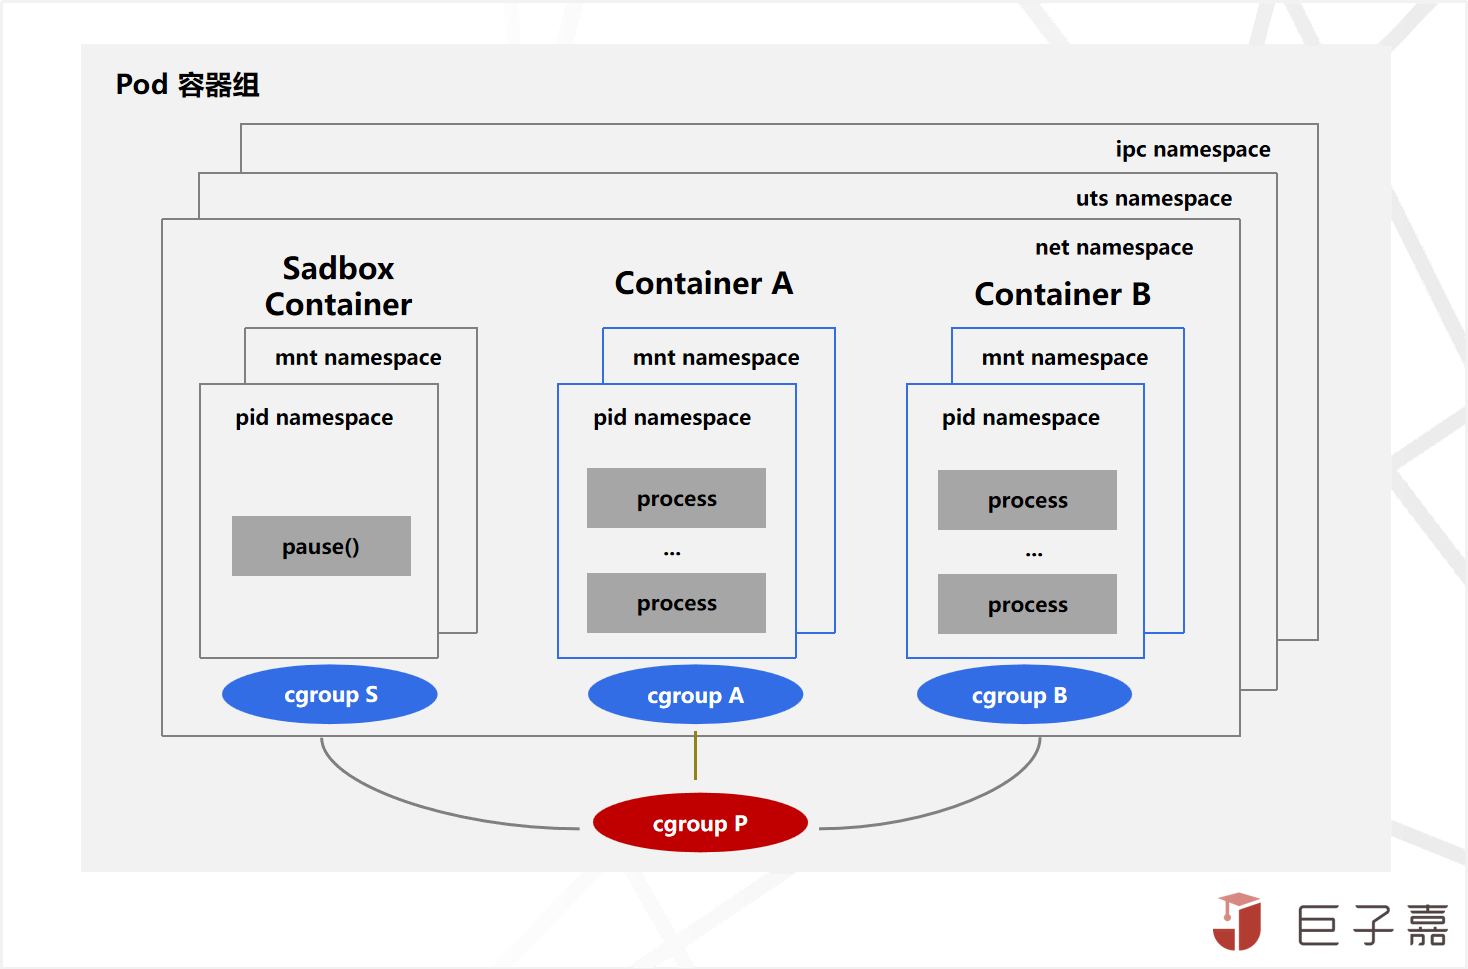 Pod 容器组
ipc namespace
uts namespace
net namespace
Sadbox
Container
Container A
Container B
mnt namespace
mnt namespace
mnt namespace
pid namespace
pid namespace
pid namespace
process
process
pause()
...
...
process
process
cgroup S
cgroup A
cgroup B
cgroup P
巨子嘉